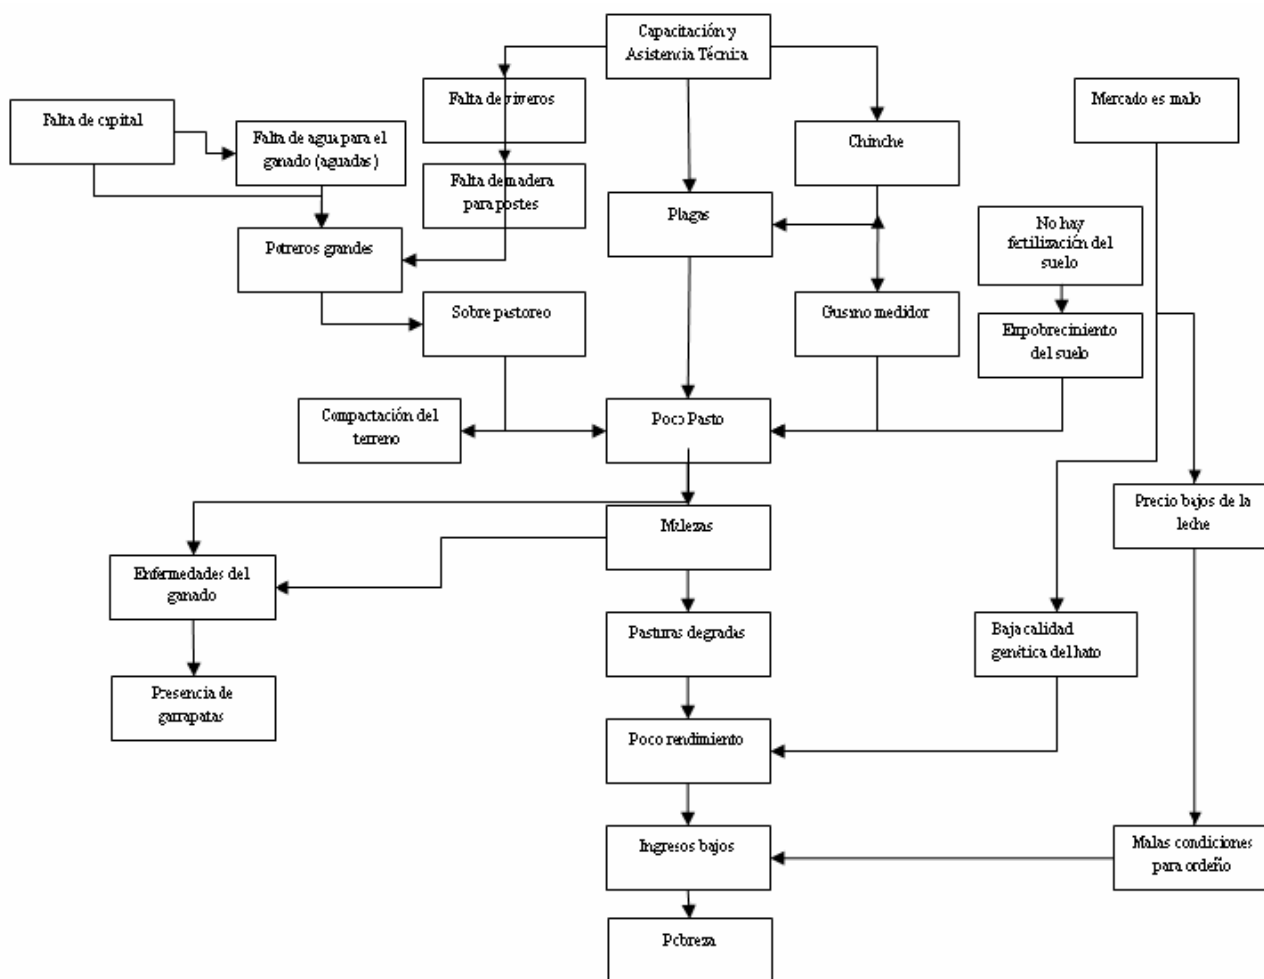 Capacitación y
Asistencia Técnica
Falta de viveros
Mercado es malo
Falta de capital
Falta de agua para el
ganado (aguadas)
Chinche
Falta de madera
para postes
Plagas
No hay
fertilización del
suelo
Potreros grandes
Sobre pastoreo
Gusano medidor
Empobrecimiento
del suelo
Compactación del
terreno
Poco Pasto
Malezas
Precio bajos de la
leche
Enfermedades del
ganado
Pasturas degradas
Baja calidad
genética del hato
Presencia de
garrapatas
Poco rendimiento
Ingresos bajos
Malas condiciones
para ordeño
Pobreza